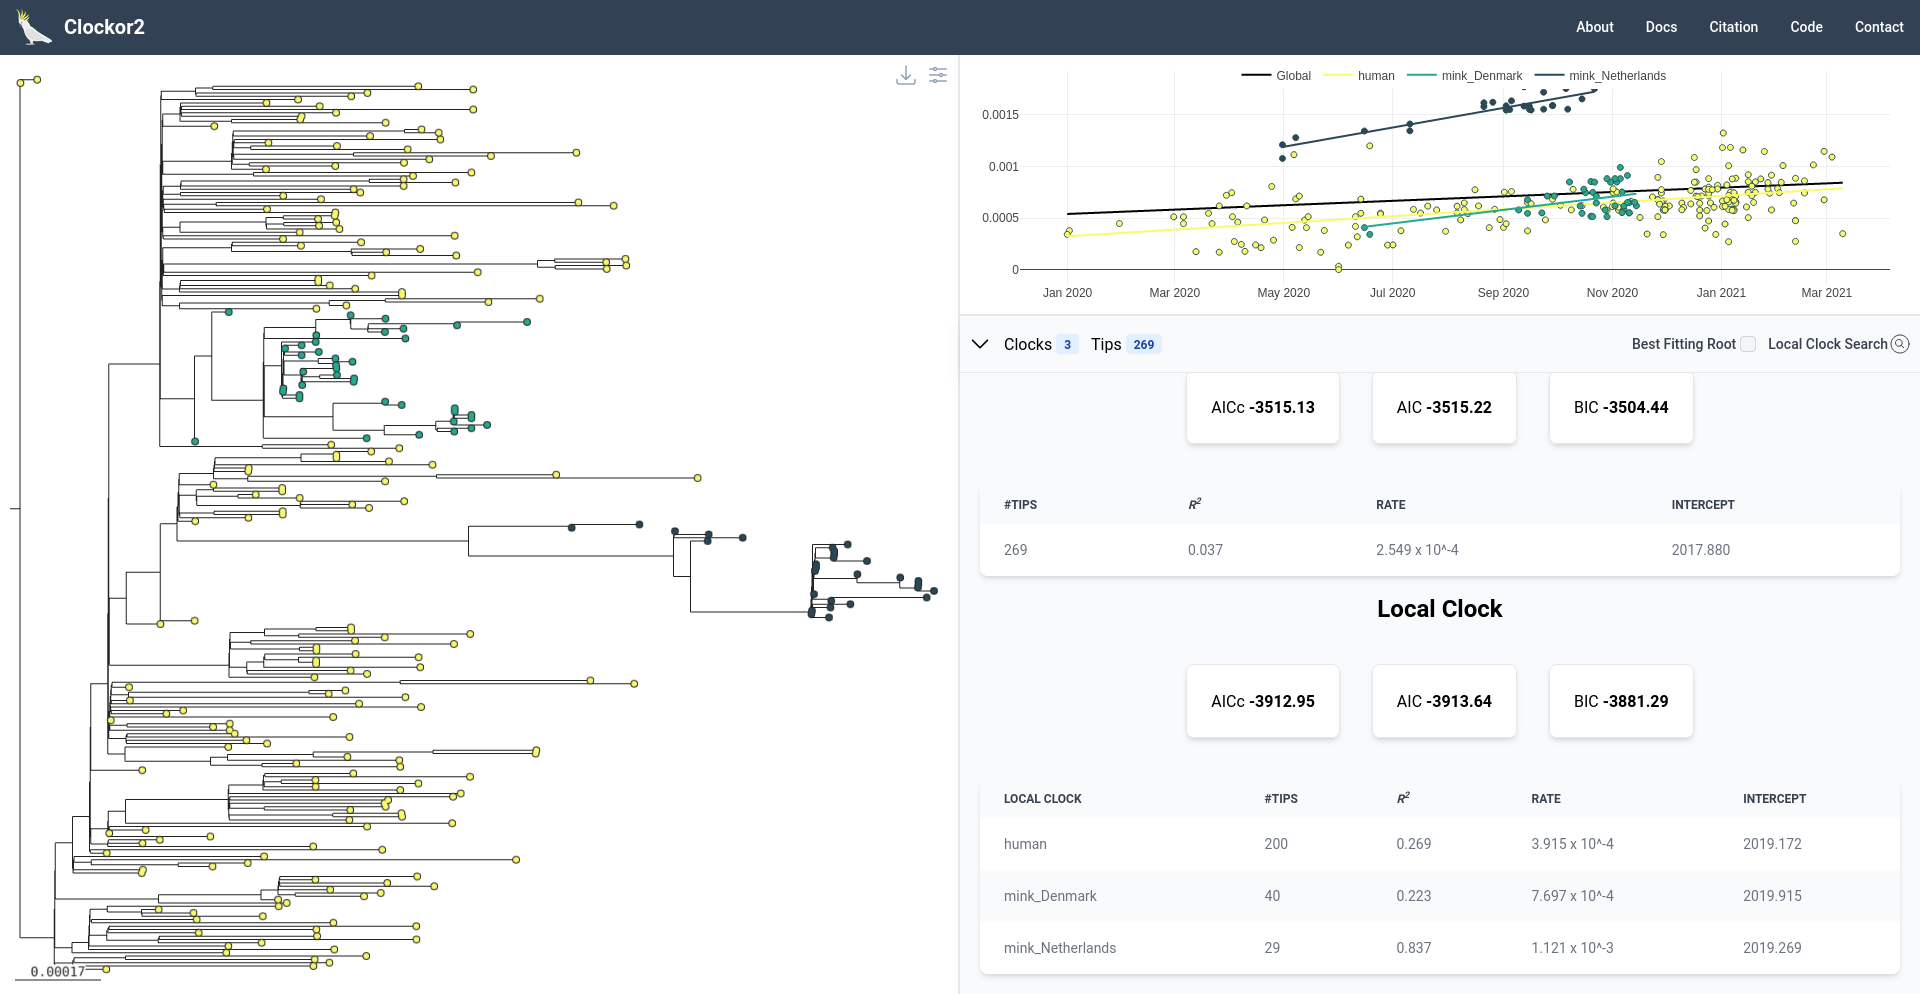 Clockor2
About Docs Citation Code Contact
Global human mink_Denmark mink_Netherlands
0.0015
0.001
0.0005
0
Jan 2020 Mar 2020 May 2020 Jul 2020 Sep 2020 Nov 2020 Jan 2021 Mar 2021
Clocks 3 Tips 269 Best Fitting Root Local Clock Search
AICc -3515.13 AIC -3515.22 BIC -3504.44
#TIPS R² RATE INTERCEPT
269 0.037 2.549 x 10^-4 2017.880
Local Clock
AICc -3912.95 AIC -3913.64 BIC -3881.29
LOCAL CLOCK #TIPS R² RATE INTERCEPT
human 200 0.269 3.915 x 10^-4 2019.172
mink_Denmark 40 0.223 7.697 x 10^-4 2019.915
mink_Netherlands 29 0.837 1.121 x 10^-3 2019.269
0.00017